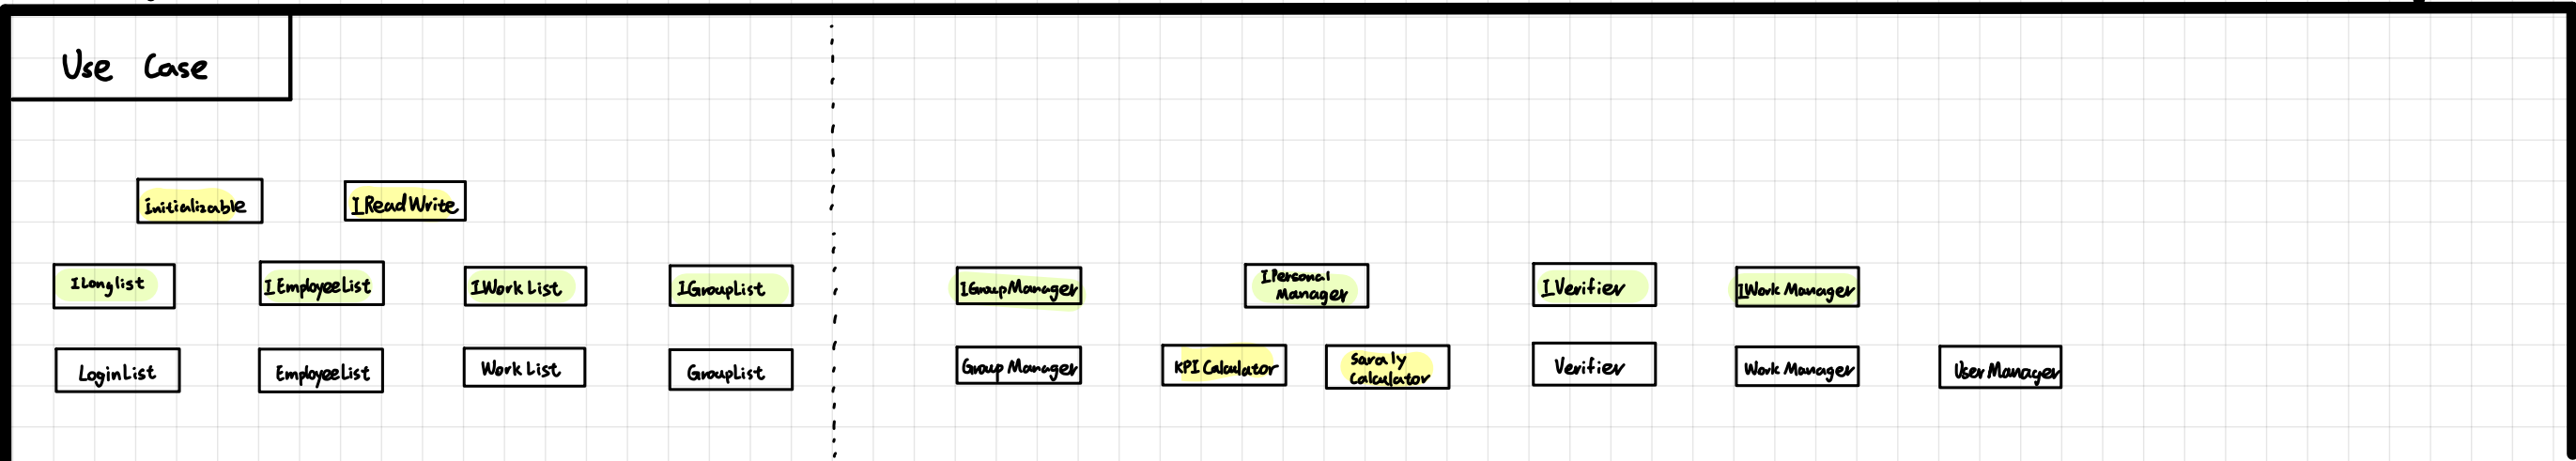 Use Case
Initializable
IReadWrite
ILonglist
IEmployeeList
IWork List
IGroupList
IGroupManager
IPersonal
Manager
IVerifier
IWork Manager
LoginList
EmployeeList
Work List
GroupList
Group Manager
KPI Calculator
Saraly
Calculator
Verifier
Work Manager
User Manager